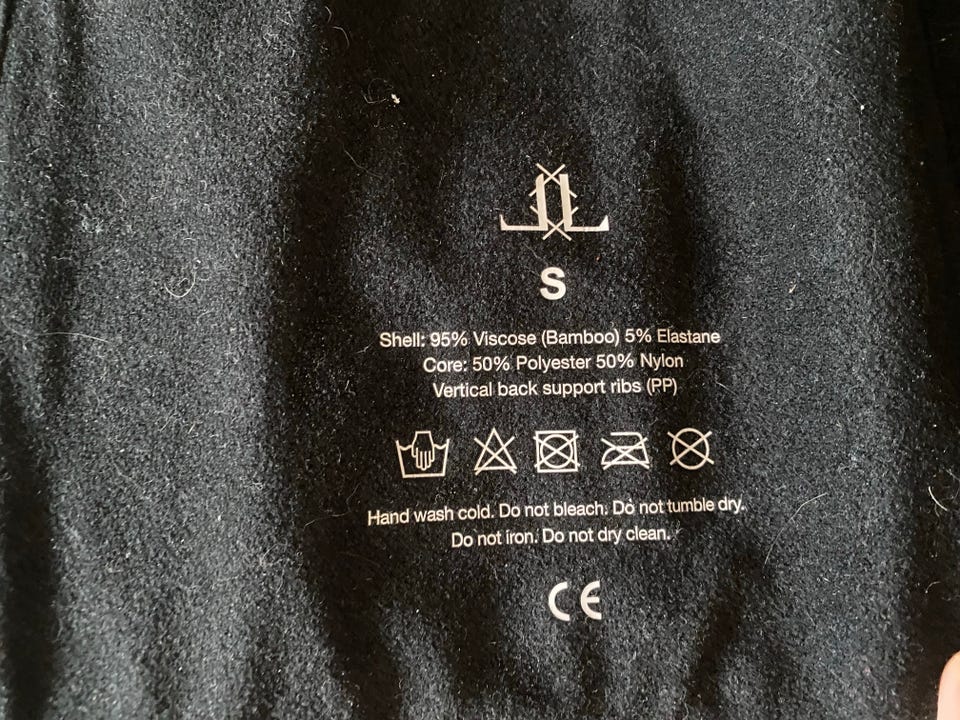 S
Shell: 95% Viscose (Bamboo) 5% Elastane
Core: 50% Polyester 50% Nylon
Vertical back support ribs (PP)
Hand wash cold. Do not bleach. Do not tumble dry.
Do not iron. Do not dry clean.
CE